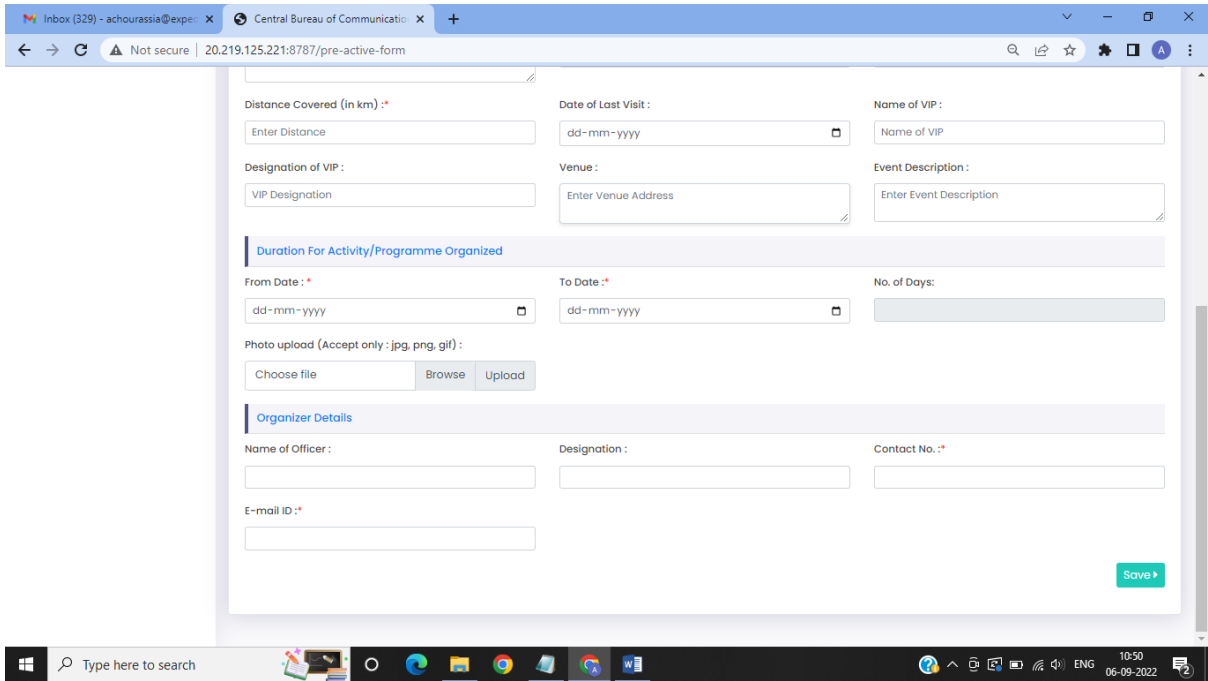 Inbox (329) - achourassia@expec
Central Bureau of Communication
Not secure | 20.219.125.221:8787/pre-active-form
A
Distance Covered (in km) :*
Date of Last Visit :
Name of VIP :
Enter Distance
dd-mm-yyyy
Name of VIP
Designation of VIP :
Venue :
Event Description :
VIP Designation
Enter Venue Address
Enter Event Description
Duration For Activity/Programme Organized
From Date : *
To Date :*
No. of Days:
dd-mm-yyyy
dd-mm-yyyy
Photo upload (Accept only : jpg, png, gif) :
Choose file
Browse
Upload
Organizer Details
Name of Officer :
Designation :
Contact No. :*
E-mail ID :*
Save
Type here to search
ENG
10:50
06-09-2022
2